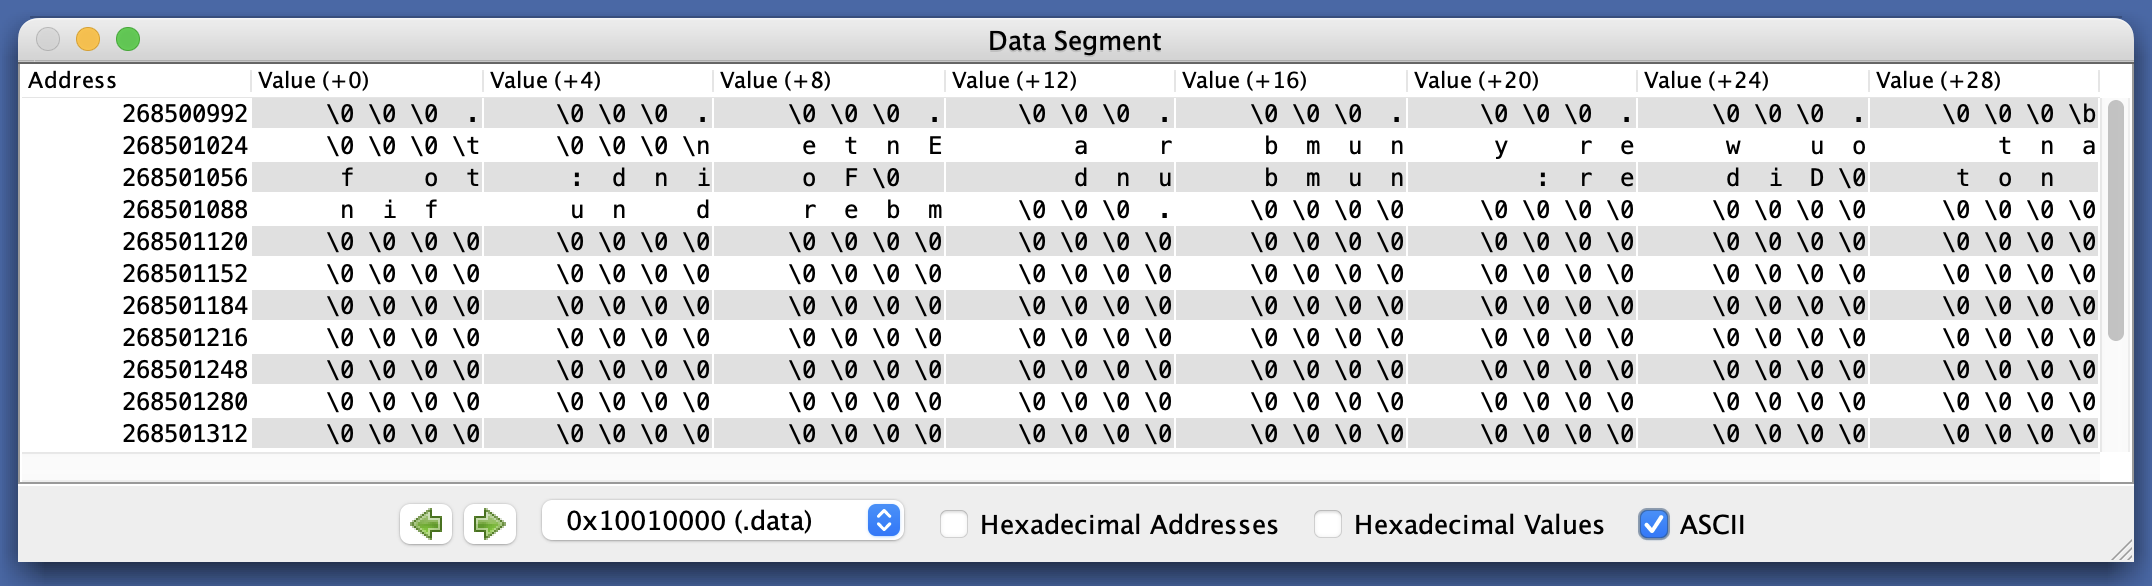 Data Segment
Address Value (+0) Value (+4) Value (+8) Value (+12) Value (+16) Value (+20) Value (+24) Value (+28)
268500992 \0 \0 \0 . \0 \0 \0 . \0 \0 \0 . \0 \0 \0 . \0 \0 \0 . \0 \0 \0 . \0 \0 \0 . \0 \0 \0 \b
268501024 \0 \0 \0 \t \0 \0 \0 \n e t n E a r b m u n y r e w u o t n a
268501056 f o t : d n i o F \0 d n u b m u n : r e d i D \0 t o n
268501088 n i f u n d r e b m \0 \0 \0 . \0 \0 \0 \0 \0 \0 \0 \0 \0 \0 \0 \0 \0 \0 \0 \0
268501120 \0 \0 \0 \0 \0 \0 \0 \0 \0 \0 \0 \0 \0 \0 \0 \0 \0 \0 \0 \0 \0 \0 \0 \0 \0 \0 \0 \0 \0 \0 \0 \0
268501152 \0 \0 \0 \0 \0 \0 \0 \0 \0 \0 \0 \0 \0 \0 \0 \0 \0 \0 \0 \0 \0 \0 \0 \0 \0 \0 \0 \0 \0 \0 \0 \0
268501184 \0 \0 \0 \0 \0 \0 \0 \0 \0 \0 \0 \0 \0 \0 \0 \0 \0 \0 \0 \0 \0 \0 \0 \0 \0 \0 \0 \0 \0 \0 \0 \0
268501216 \0 \0 \0 \0 \0 \0 \0 \0 \0 \0 \0 \0 \0 \0 \0 \0 \0 \0 \0 \0 \0 \0 \0 \0 \0 \0 \0 \0 \0 \0 \0 \0
268501248 \0 \0 \0 \0 \0 \0 \0 \0 \0 \0 \0 \0 \0 \0 \0 \0 \0 \0 \0 \0 \0 \0 \0 \0 \0 \0 \0 \0 \0 \0 \0 \0
268501280 \0 \0 \0 \0 \0 \0 \0 \0 \0 \0 \0 \0 \0 \0 \0 \0 \0 \0 \0 \0 \0 \0 \0 \0 \0 \0 \0 \0 \0 \0 \0 \0
268501312 \0 \0 \0 \0 \0 \0 \0 \0 \0 \0 \0 \0 \0 \0 \0 \0 \0 \0 \0 \0 \0 \0 \0 \0 \0 \0 \0 \0 \0 \0 \0 \0
0x10010000 (.data) Hexadecimal Addresses Hexadecimal Values ASCII